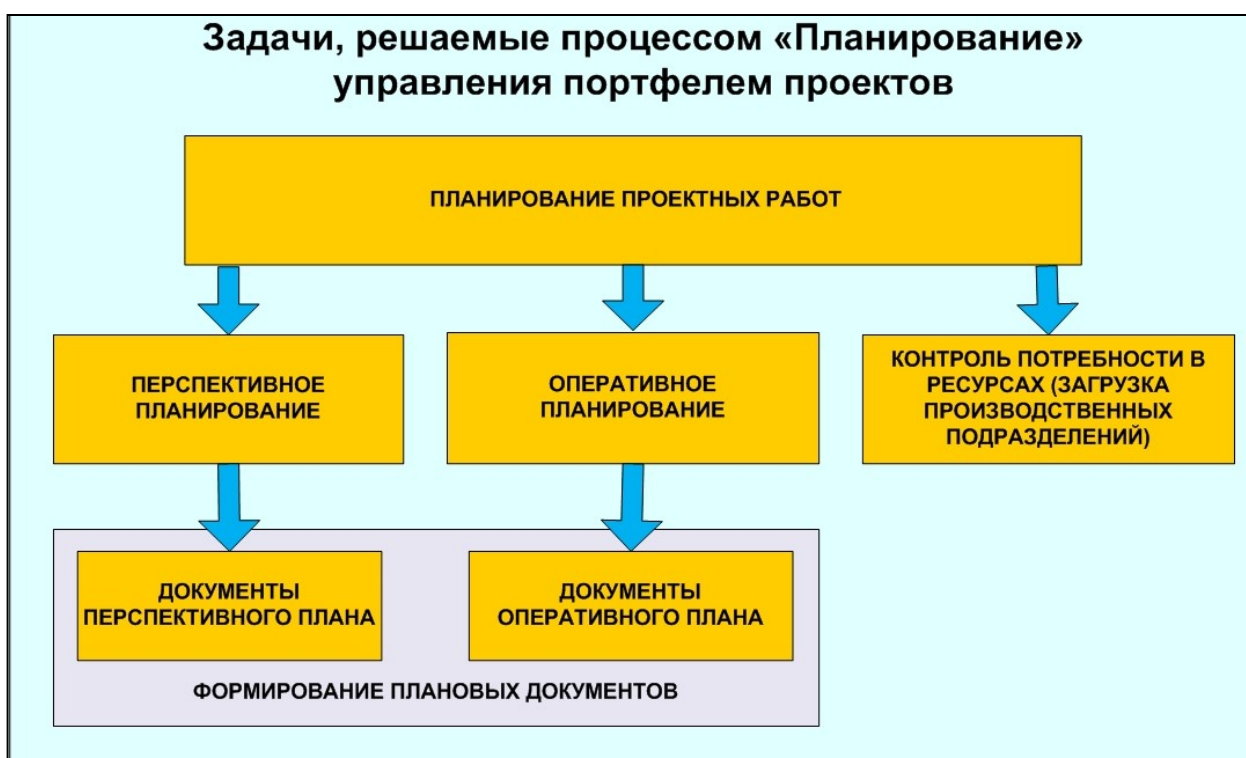 Задачи, решаемые процессом «Планирование»
управления портфелем проектов
ПЛАНИРОВАНИЕ ПРОЕКТНЫХ РАБОТ
ПЕРСПЕКТИВНОЕ
ПЛАНИРОВАНИЕ
ОПЕРАТИВНОЕ
ПЛАНИРОВАНИЕ
КОНТРОЛЬ ПОТРЕБНОСТИ В
РЕСУРСАХ (ЗАГРУЗКА
ПРОИЗВОДСТВЕННЫХ
ПОДРАЗДЕЛЕНИЙ)
ДОКУМЕНТЫ
ПЕРСПЕКТИВНОГО ПЛАНА
ДОКУМЕНТЫ
ОПЕРАТИВНОГО ПЛАНА
ФОРМИРОВАНИЕ ПЛАНОВЫХ ДОКУМЕНТОВ